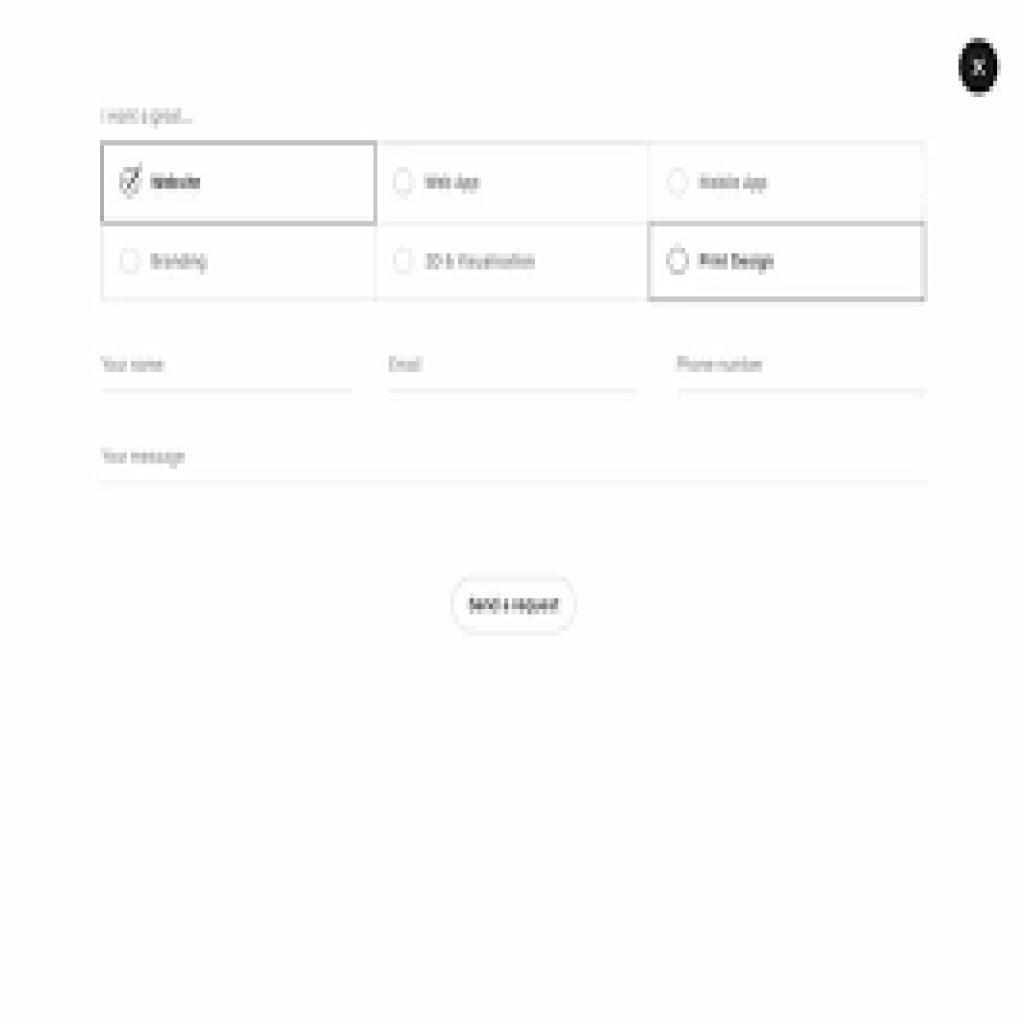 X
I want a great...
Website
Web App
Mobile App
Branding
3D & Visualisation
Print Design
Your name
Email
Phone number
Your message
Send a request